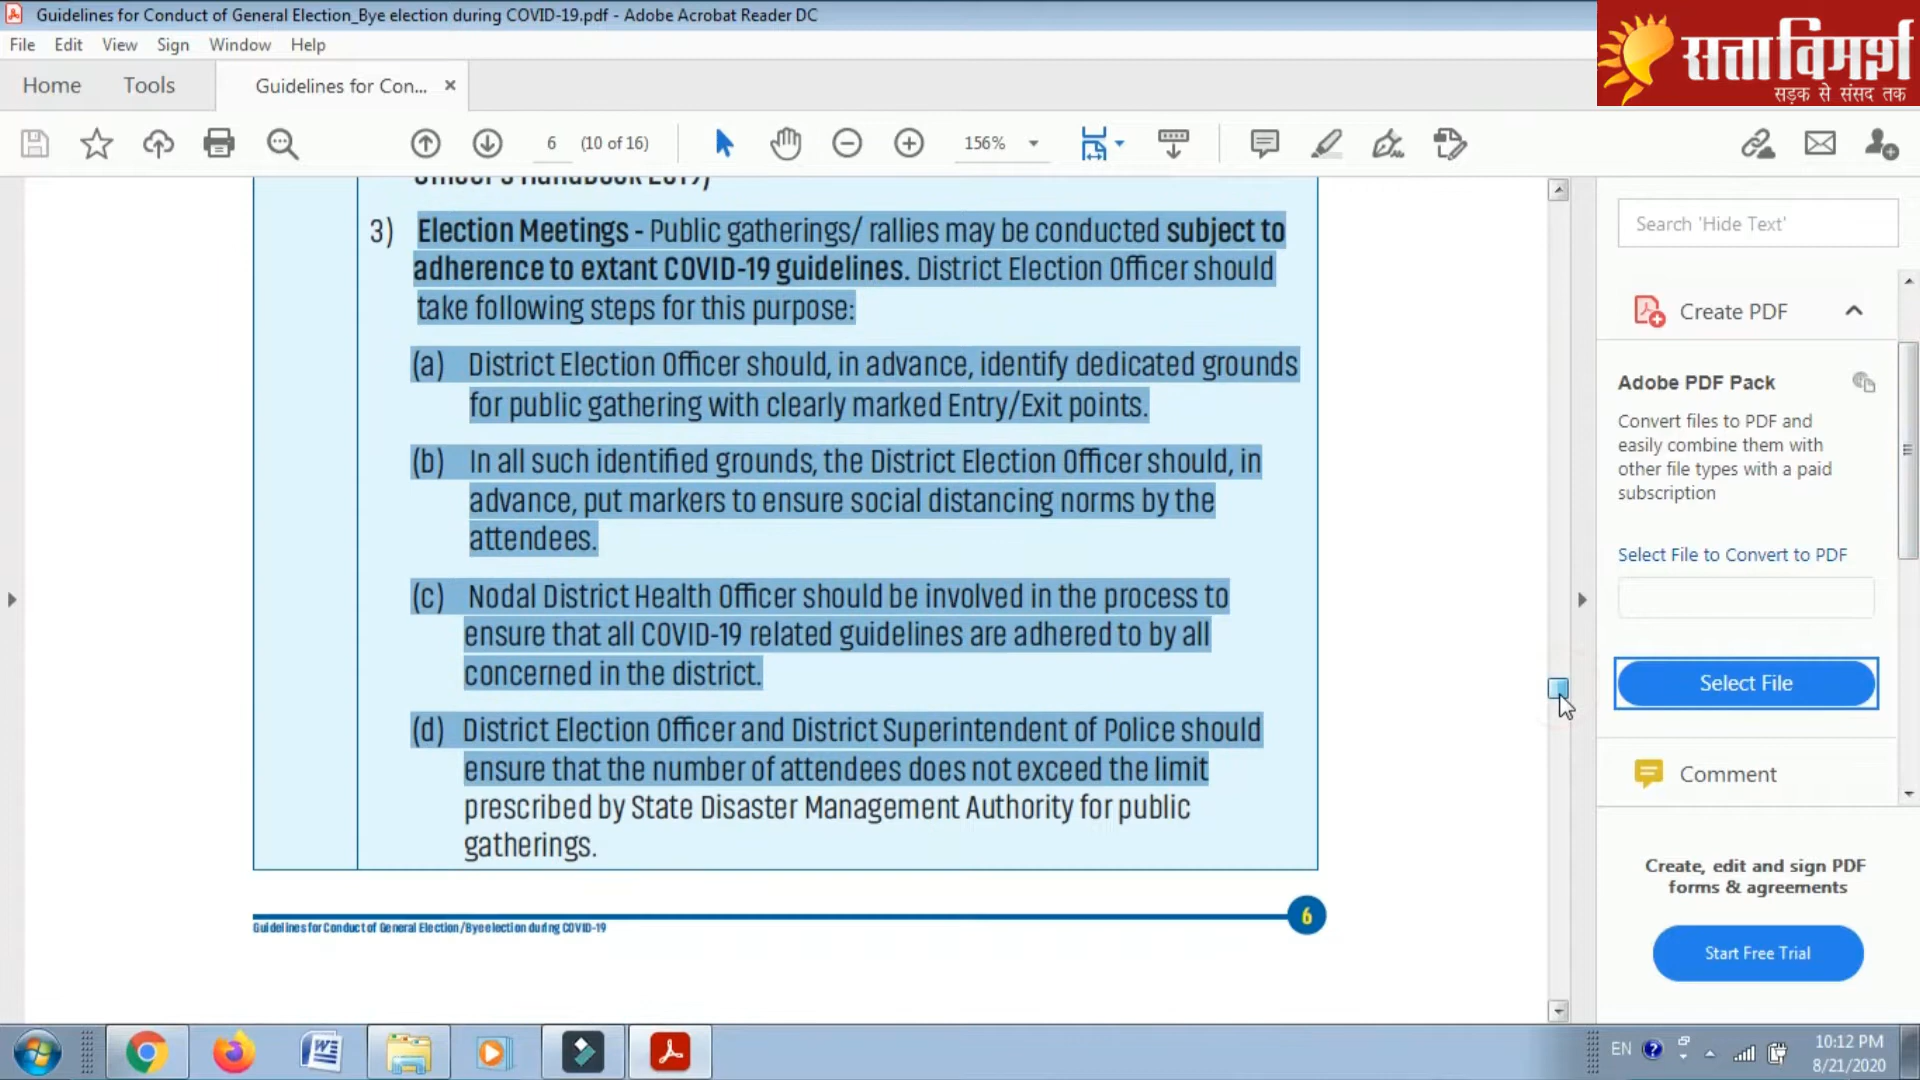 Guidelines for Conduct of General Election_Bye election during COVID-19.pdf - Adobe Acrobat Reader DC
सत्ता विमर्श
सड़क से संसद तक
File Edit View Sign Window Help
Home Tools Guidelines for Con... ×
6 (10 of 16) 156%
3) Election Meetings - Public gatherings/ rallies may be conducted subject to
adherence to extant COVID-19 guidelines. District Election Officer should
take following steps for this purpose:
(a) District Election Officer should, in advance, identify dedicated grounds
for public gathering with clearly marked Entry/Exit points.
(b) In all such identified grounds, the District Election Officer should, in
advance, put markers to ensure social distancing norms by the
attendees.
(c) Nodal District Health Officer should be involved in the process to
ensure that all COVID-19 related guidelines are adhered to by all
concerned in the district.
(d) District Election Officer and District Superintendent of Police should
ensure that the number of attendees does not exceed the limit
prescribed by State Disaster Management Authority for public
gatherings.
Guidelines for Conduct of General Election/Bye election during COVID-19
6
Search 'Hide Text'
Create PDF
Adobe PDF Pack
Convert files to PDF and
easily combine them with
other file types with a paid
subscription
Select File to Convert to PDF
Select File
Comment
Create, edit and sign PDF
forms & agreements
Start Free Trial
EN
10:12 PM
8/21/2020